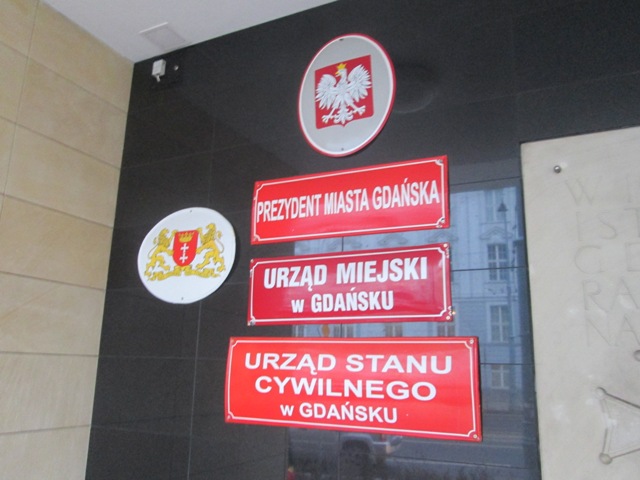 PREZYDENT MIASTA GDAŃSKA
URZĄD MIEJSKI
w GDAŃSKU
URZĄD STANU
CYWILNEGO
w GDAŃSKU